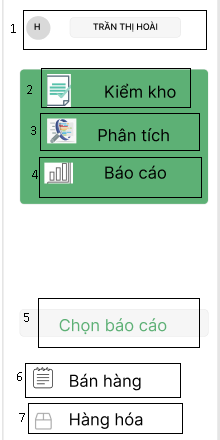 1 H TRẦN THỊ HOÀI
2 Kiểm kho
3 Phân tích
4 Báo cáo
5 Chọn báo cáo
6 Bán hàng
7 Hàng hóa